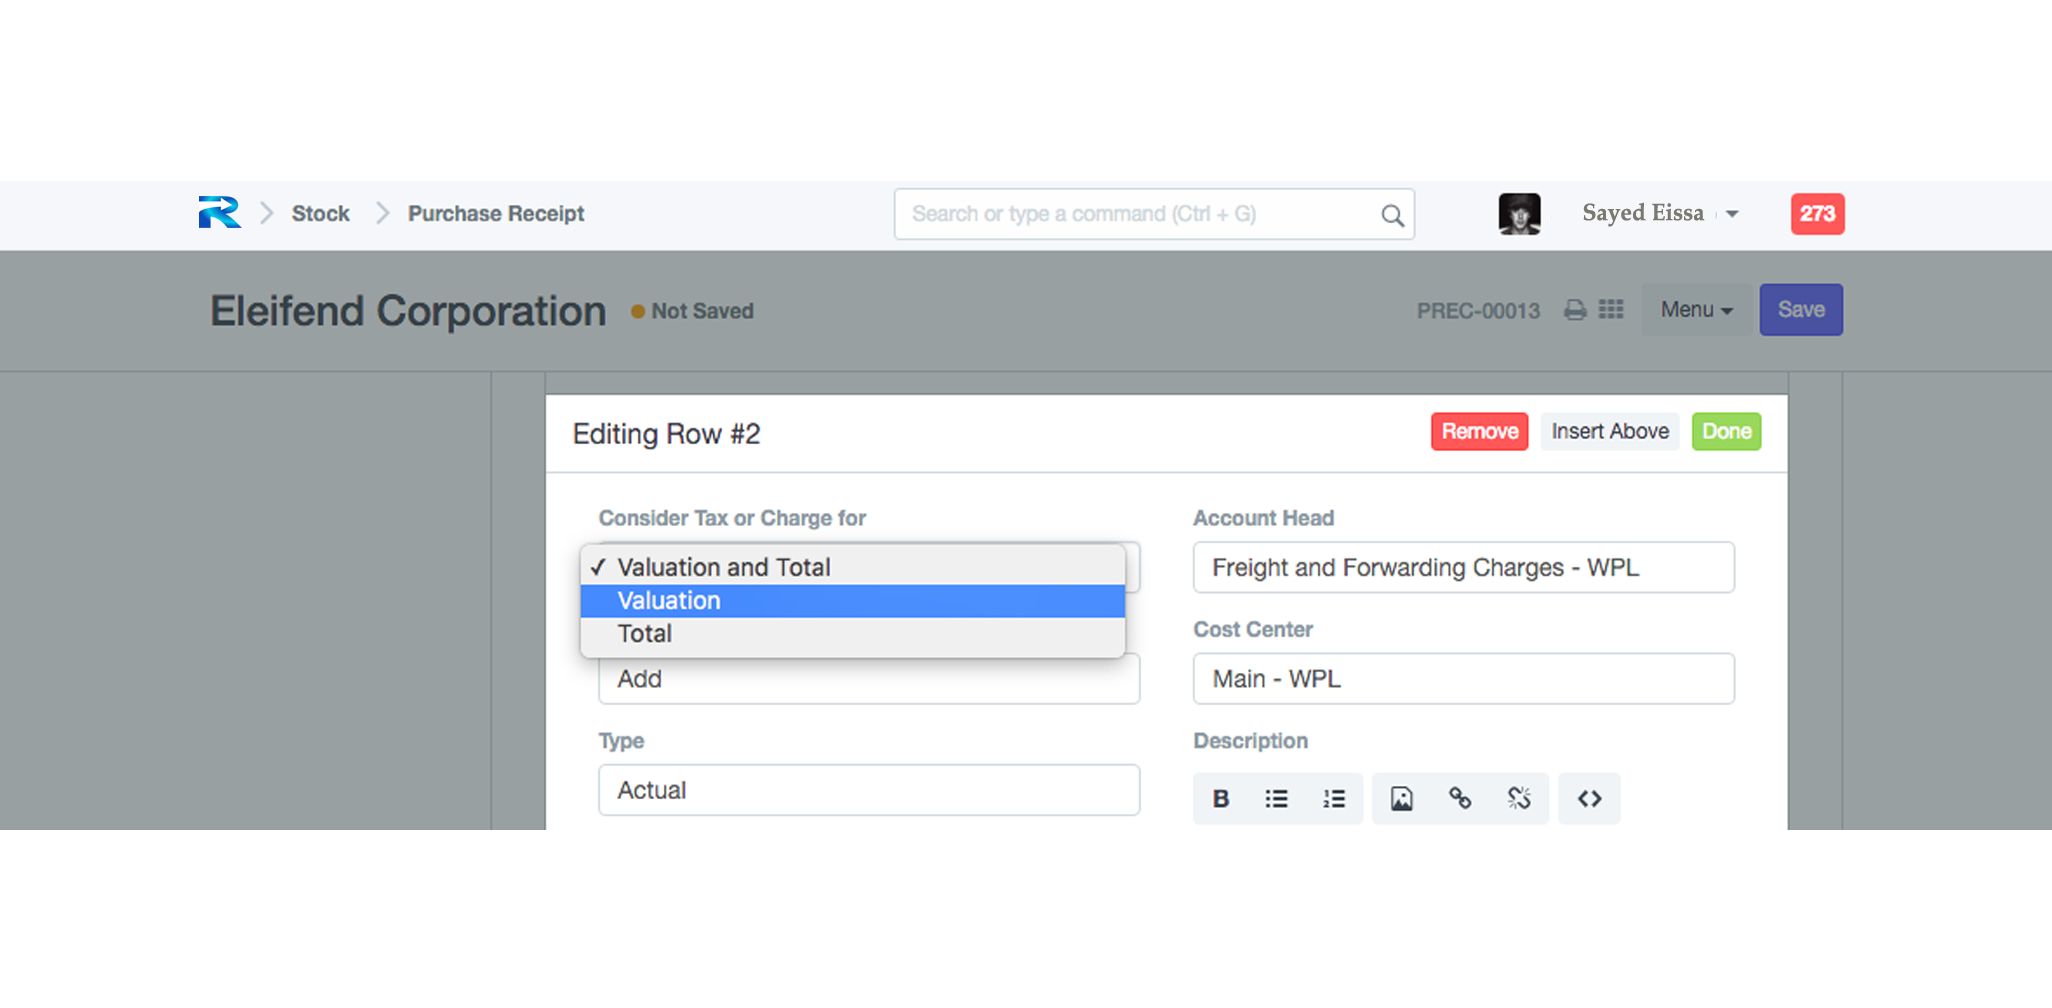 Stock Purchase Receipt Search or type a command (Ctrl + G) Sayed Eissa 273
Eleifend Corporation Not Saved PREC-00013 Menu Save
Editing Row #2 Remove Insert Above Done
Consider Tax or Charge for
✓ Valuation and Total
Valuation
Total
Add
Type
Actual
Account Head
Freight and Forwarding Charges - WPL
Cost Center
Main - WPL
Description
B